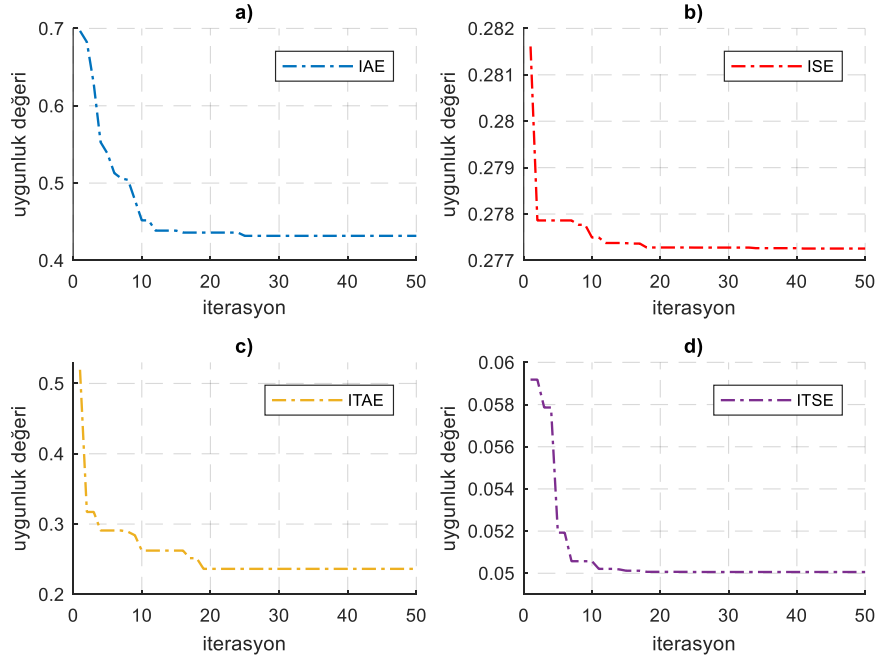 a)
0.7
0.6
0.5
0.4
0 10 20 30 40 50
iterasyon
uygunluk değeri
IAE
b)
0.282
0.281
0.28
0.279
0.278
0.277
0 10 20 30 40 50
iterasyon
uygunluk değeri
ISE
c)
0.5
0.4
0.3
0.2
0 10 20 30 40 50
iterasyon
uygunluk değeri
ITAE
d)
0.06
0.058
0.056
0.054
0.052
0.05
0 10 20 30 40 50
iterasyon
uygunluk değeri
ITSE